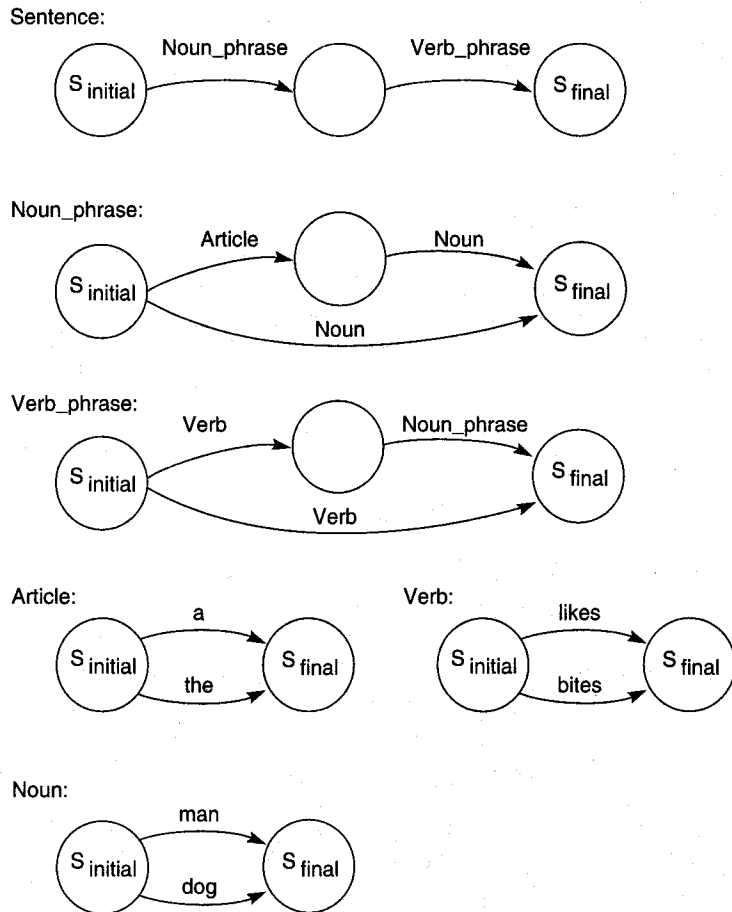 Sentence:
Noun_phrase
Verb_phrase
S initial
S final
Noun_phrase:
Article
Noun
S initial
S final
Noun
Verb_phrase:
Verb
Noun_phrase
S initial
S final
Verb
Article:
a
S initial
S final
the
Verb:
likes
S initial
S final
bites
Noun:
man
S initial
S final
dog